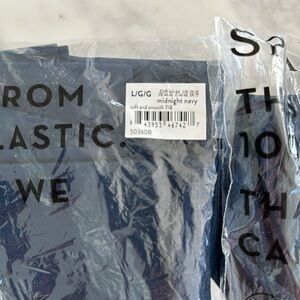 ROM
LASTIC.
WE
L/G/G
midnight navy
soft and smooth 7/8
43953 46742 7
50360R
TH
10
TH
CA